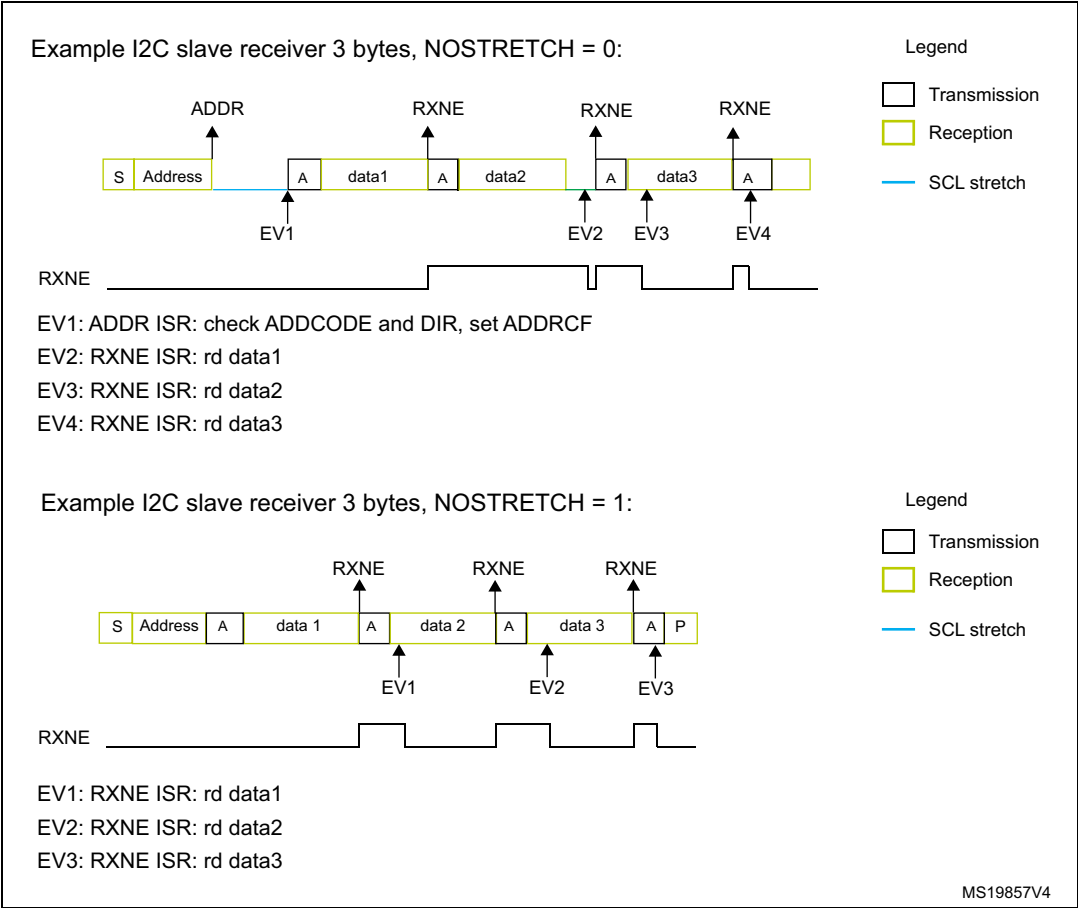 Example I2C slave receiver 3 bytes, NOSTRETCH = 0:
Legend
Transmission
Reception
SCL stretch
ADDR RXNE RXNE RXNE
S Address A data1 A data2 A data3 A
EV1 EV2 EV3 EV4
RXNE
EV1: ADDR ISR: check ADDCODE and DIR, set ADDRCF
EV2: RXNE ISR: rd data1
EV3: RXNE ISR: rd data2
EV4: RXNE ISR: rd data3
Example I2C slave receiver 3 bytes, NOSTRETCH = 1:
Legend
Transmission
Reception
SCL stretch
RXNE RXNE RXNE
S Address A data 1 A data 2 A data 3 A P
EV1 EV2 EV3
RXNE
EV1: RXNE ISR: rd data1
EV2: RXNE ISR: rd data2
EV3: RXNE ISR: rd data3
MS19857V4